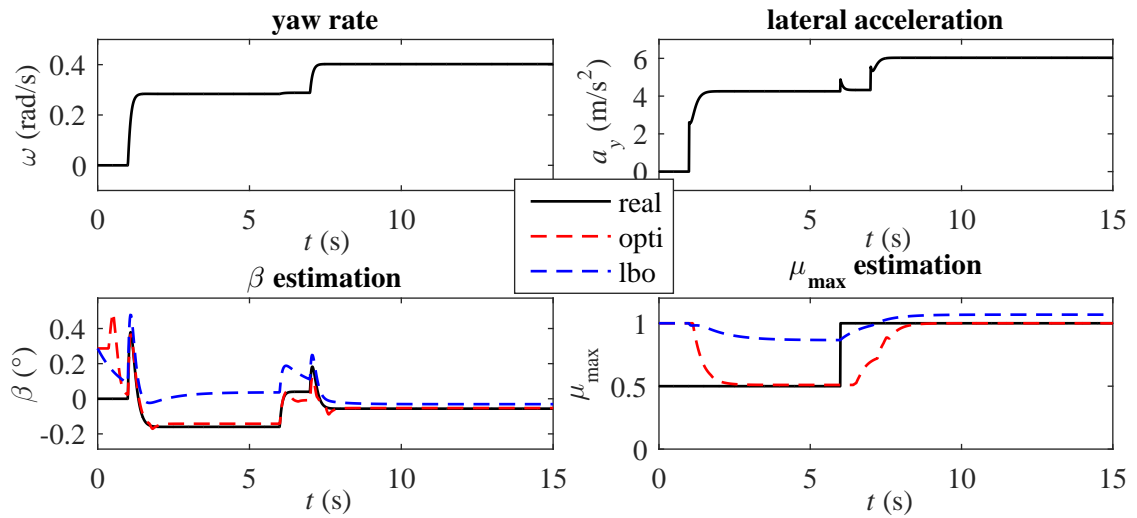 yaw rate
ω (rad/s)
0.4
0.2
0
0 5 10 15
t (s)
lateral acceleration
a_y (m/s²)
6
4
2
0
0 5 10 15
t (s)
real
opti
lbo
β estimation
β (°)
0.4
0.2
0
-0.2
0 5 10 15
t (s)
μ_max estimation
μ_max
1
0.5
0
0 5 10 15
t (s)